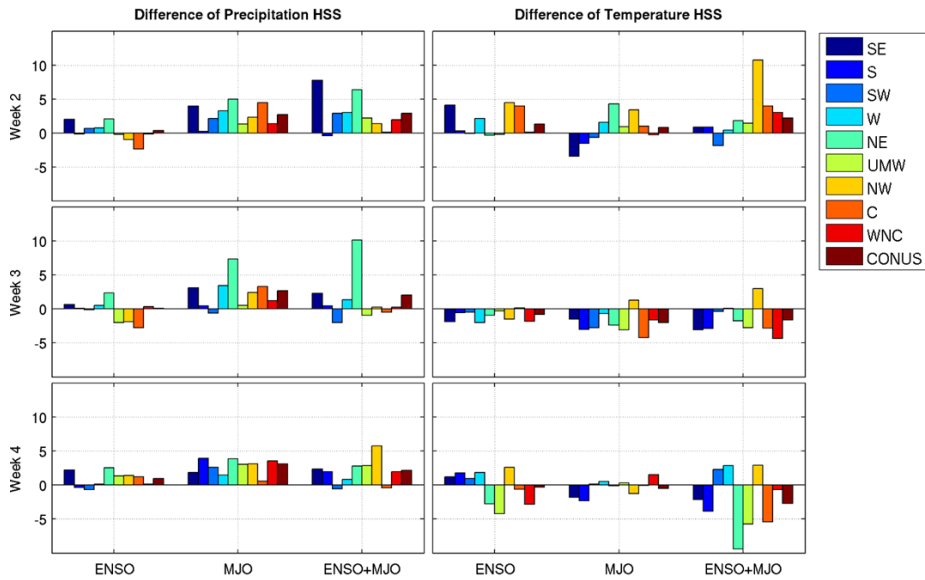 Difference of Precipitation HSS
Difference of Temperature HSS
Week 2
10
5
0
-5
Week 3
10
5
0
-5
Week 4
10
5
0
-5
ENSO
MJO
ENSO+MJO
ENSO
MJO
ENSO+MJO
SE
S
SW
W
NE
UMW
NW
C
WNC
CONUS